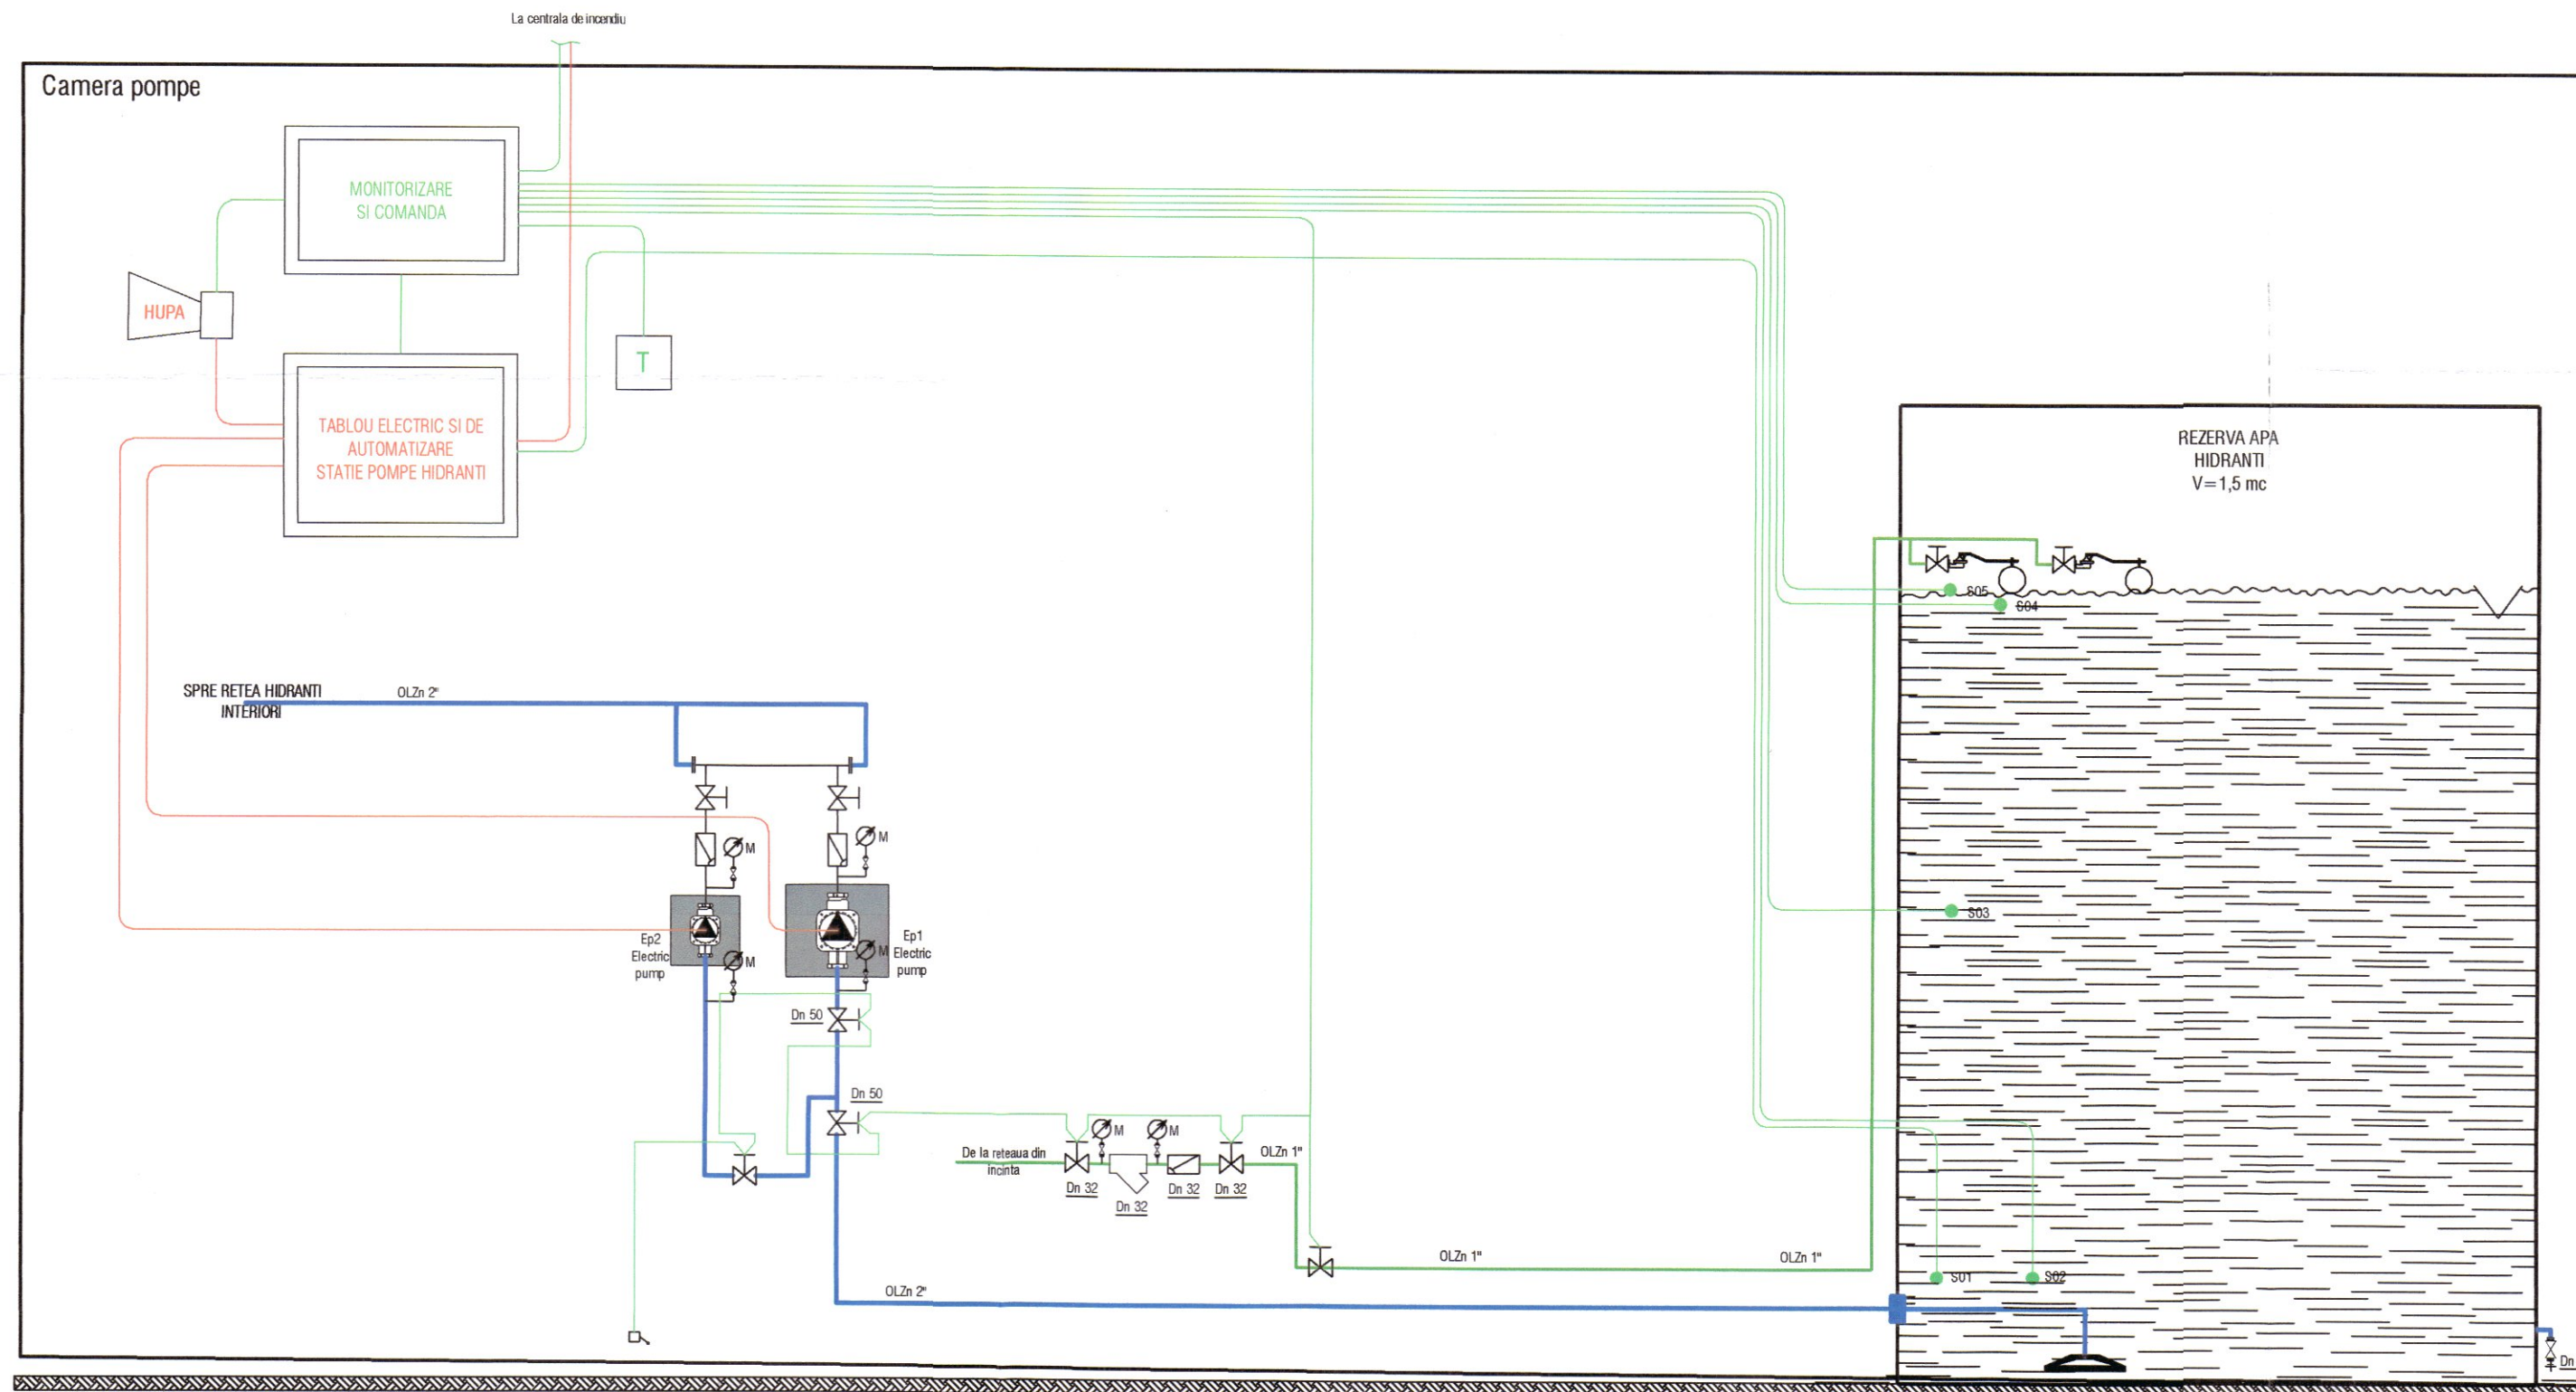 La centrala de incendiu
Camera pompe
MONITORIZARE
SI COMANDA
HUPA
T
TABLOU ELECTRIC SI DE
AUTOMATIZARE
STATIE POMPE HIDRANTI
REZERVA APA
HIDRANTI
V=1,5 mc
S05
S04
SPRE RETEA HIDRANTI
INTERIORI
OLZn 2"
M
M
S03
Ep2
Electric
pump
M
M
Ep1
Electric
pump
Dn 50
Dn 50
De la reteaua din
incinta
M
M
OLZn 1"
Dn 32
Dn 32
Dn 32
Dn 32
OLZn 1"
OLZn 1"
S01
S02
OLZn 2"
Dn